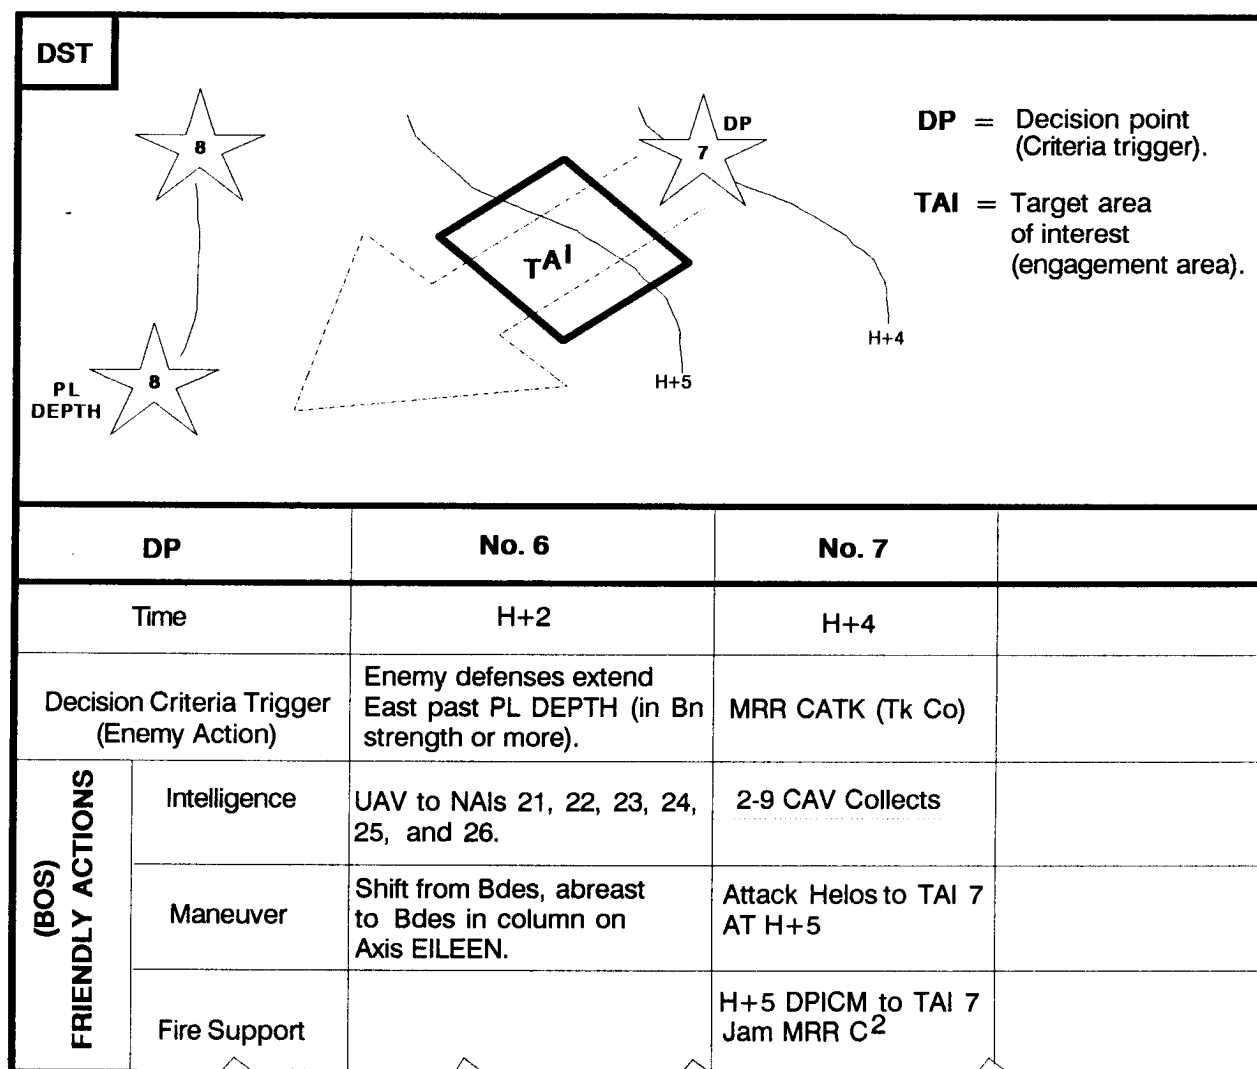 DST
8
DP
7
DP = Decision point
(Criteria trigger).
TAI = Target area
of interest
(engagement area).
TAI
H+4
H+5
8
PL
DEPTH
DP
No. 6
No. 7
Time
H+2
H+4
Decision Criteria Trigger
(Enemy Action)
Enemy defenses extend
East past PL DEPTH (in Bn
strength or more).
MRR CATK (Tk Co)
(BOS)
FRIENDLY ACTIONS
Intelligence
UAV to NAIs 21, 22, 23, 24,
25, and 26.
2-9 CAV Collects
Maneuver
Shift from Bdes, abreast
to Bdes in column on
Axis EILEEN.
Attack Helos to TAI 7
AT H+5
Fire Support
H+5 DPICM to TAI 7
Jam MRR C²